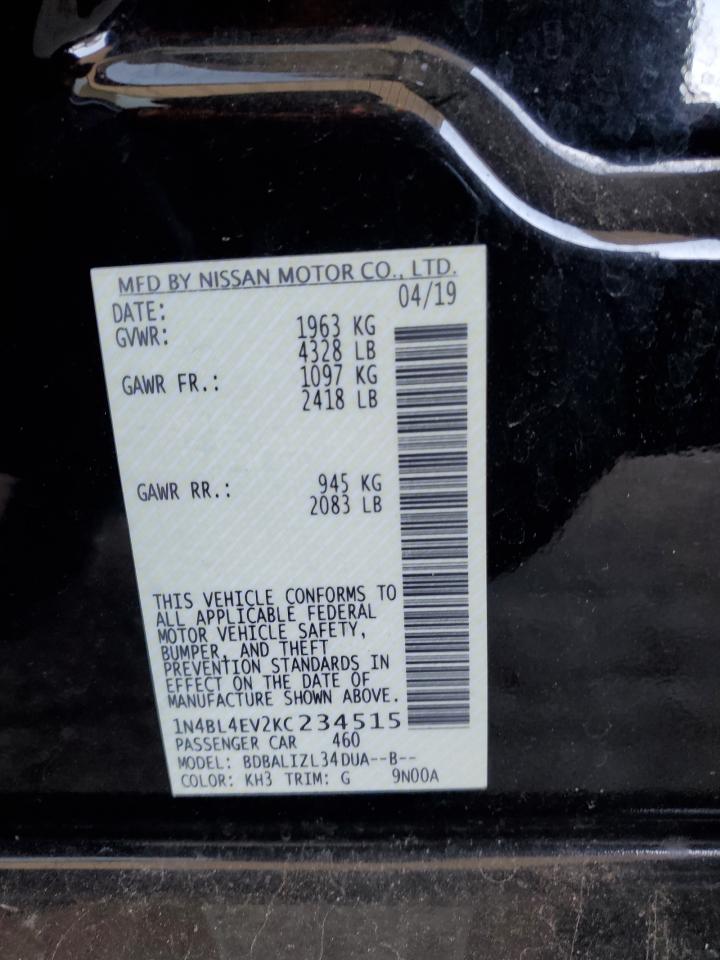 MFD BY NISSAN MOTOR CO., LTD.
DATE: 04/19
GVWR: 1963 KG
4328 LB
GAWR FR.: 1097 KG
2418 LB
GAWR RR.: 945 KG
2083 LB
THIS VEHICLE CONFORMS TO
ALL APPLICABLE FEDERAL
MOTOR VEHICLE SAFETY,
BUMPER, AND THEFT
PREVENTION STANDARDS IN
EFFECT ON THE DATE OF
MANUFACTURE SHOWN ABOVE.
1N4BL4EV2KC234515
PASSENGER CAR 460
MODEL: BDBALIZL34DUA--B--
COLOR: KH3 TRIM: G 9N00A